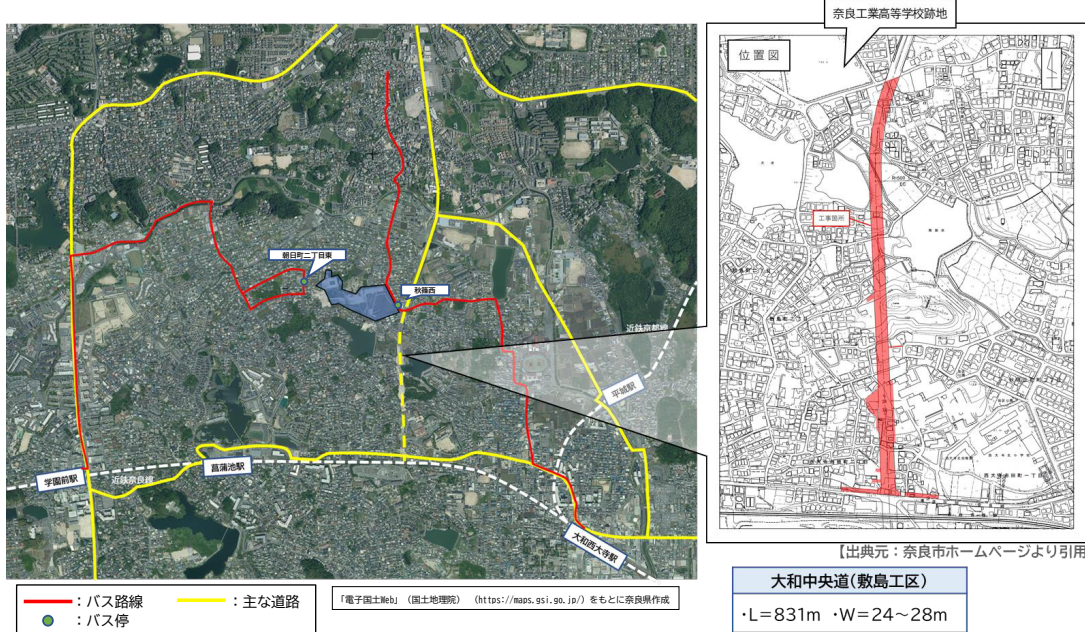 奈良工業高等学校跡地
位置図
工事箇所
朝日町二丁目東
秋篠西
近鉄京都線
平城駅
菖蒲池駅
学園前駅
近鉄奈良線
大和西大寺駅
【出典元：奈良市ホームページより引用
：バス路線
：主な道路
：バス停
「電子国土Web」（国土地理院） （https://maps.gsi.go.jp/）をもとに奈良県作成
大和中央道(敷島工区)
・L=831m ・W=24～28m